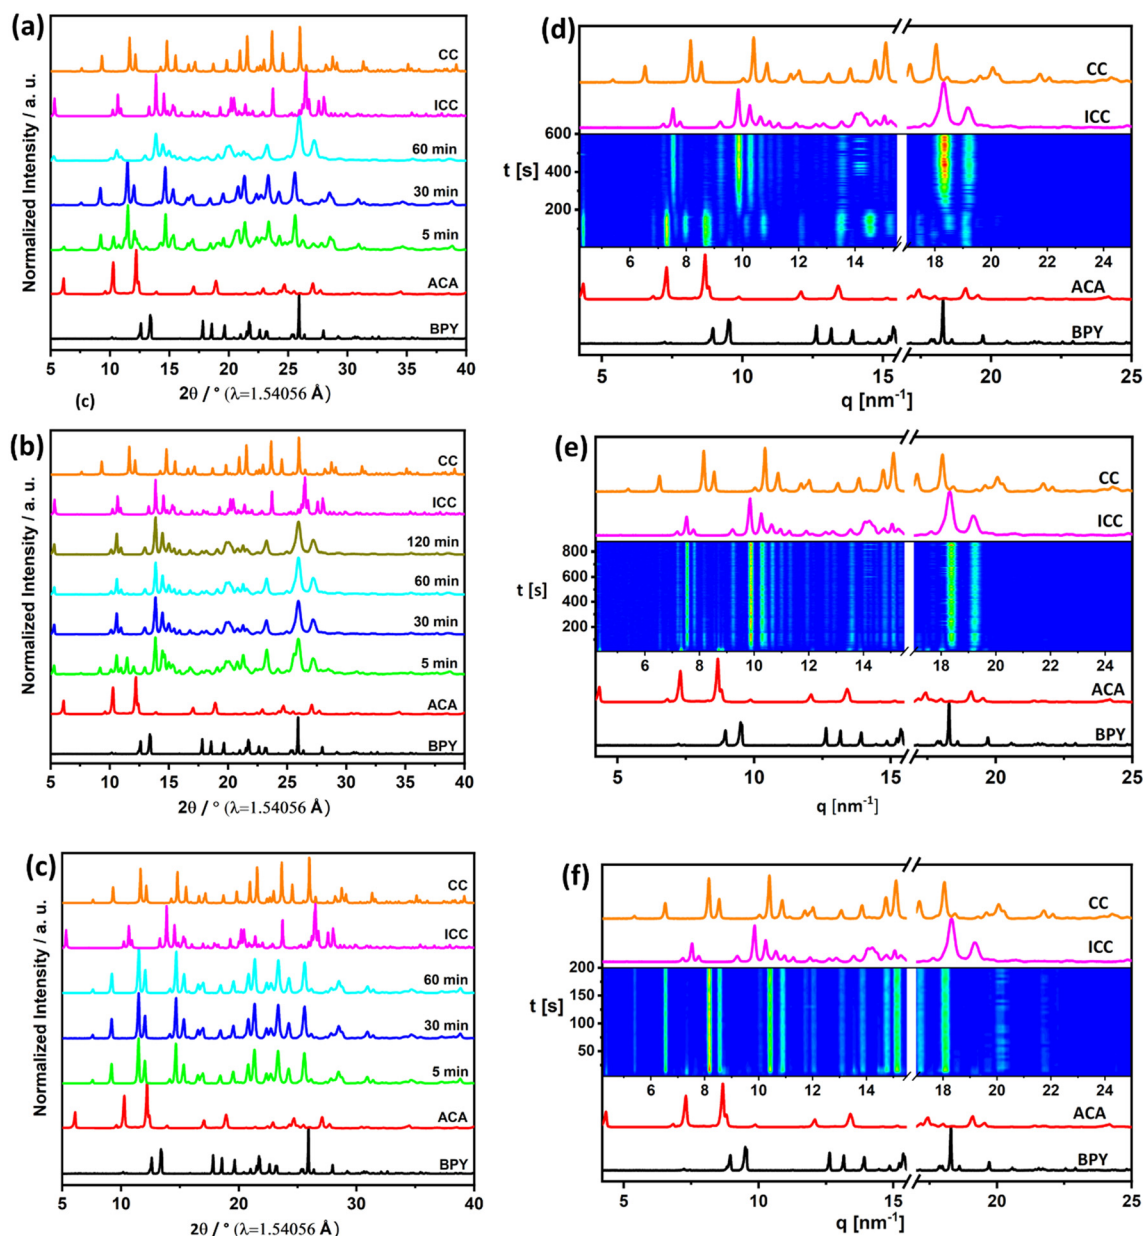 (a)
CC
ICC
60 min
30 min
5 min
ACA
BPY
Normalized Intensity / a. u.
5 10 15 20 25 30 35 40
2θ / ° (λ=1.54056 Å)
(c)
(d)
CC
ICC
600
t [s]
400
200
6 8 10 12 14 18 20 22 24
ACA
BPY
5 10 15 20 25
q [nm⁻¹]
(b)
CC
ICC
120 min
60 min
30 min
5 min
ACA
BPY
Normalized Intensity / a. u.
5 10 15 20 25 30 35 40
2θ / ° (λ=1.54056 Å)
(e)
CC
ICC
800
600
t [s]
400
200
6 8 10 12 14 18 20 22 24
ACA
BPY
5 10 15 20 25
q [nm⁻¹]
(c)
CC
ICC
60 min
30 min
5 min
ACA
BPY
Normalized Intensity / a. u.
5 10 15 20 25 30 35 40
2θ / ° (λ=1.54056 Å)
(f)
CC
ICC
200
150
t [s]
100
50
6 8 10 12 14 18 20 22 24
ACA
BPY
5 10 15 20 25
q [nm⁻¹]